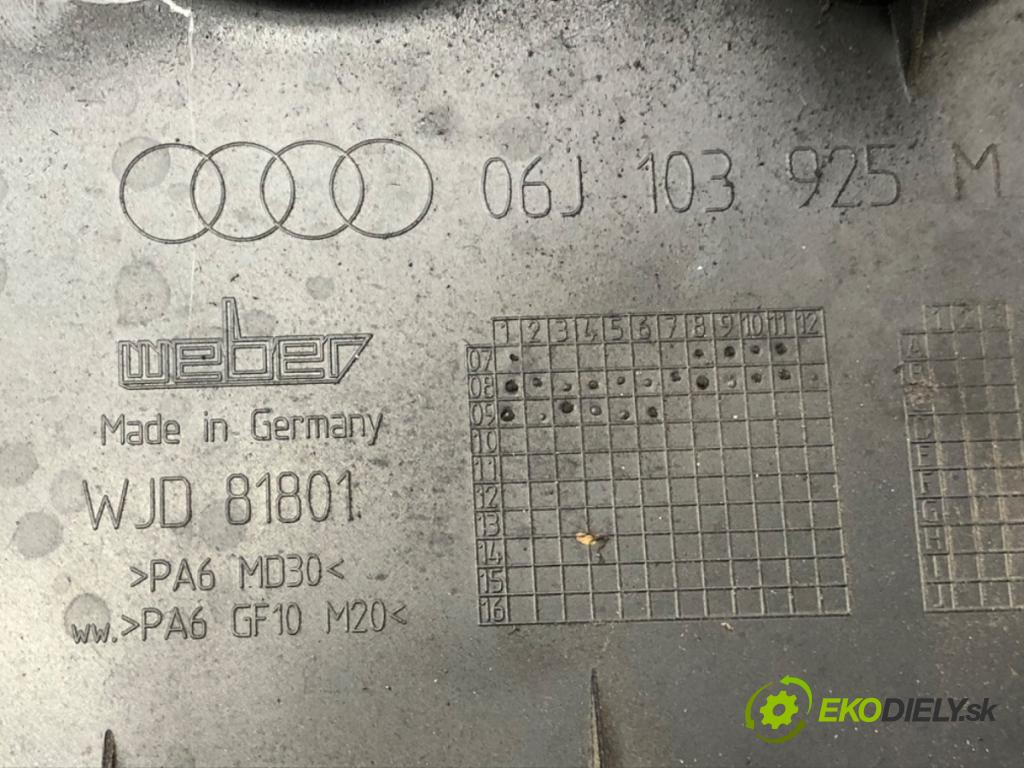 06J 103 925 M
weber
Made in Germany
WJD 81801
>PA6 MD30<
ww.>PA6 GF10 M20<
1 2 3 4 5 6 7 8 9 10 11 12
07
08
09
10
11
12
13
14
15
16
1 2
A
EKODIELY.sk